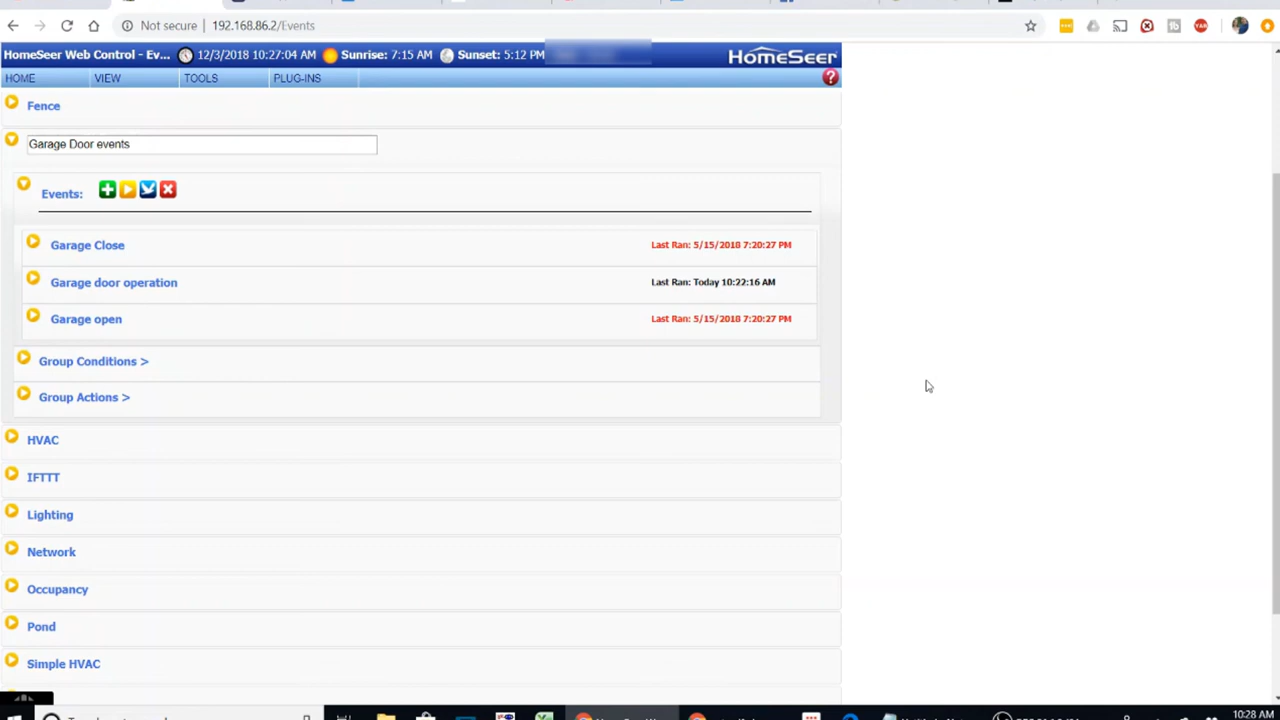 Not secure | 192.168.86.2/Events
HomeSeer Web Control - Ev... 12/3/2018 10:27:04 AM Sunrise: 7:15 AM Sunset: 5:12 PM HomeSeer
HOME VIEW TOOLS PLUG-INS
Fence
Garage Door events
Events:
Garage Close Last Ran: 5/15/2018 7:20:27 PM
Garage door operation Last Ran: Today 10:22:16 AM
Garage open Last Ran: 5/15/2018 7:20:27 PM
Group Conditions >
Group Actions >
HVAC
IFTTT
Lighting
Network
Occupancy
Pond
Simple HVAC
10:28 AM